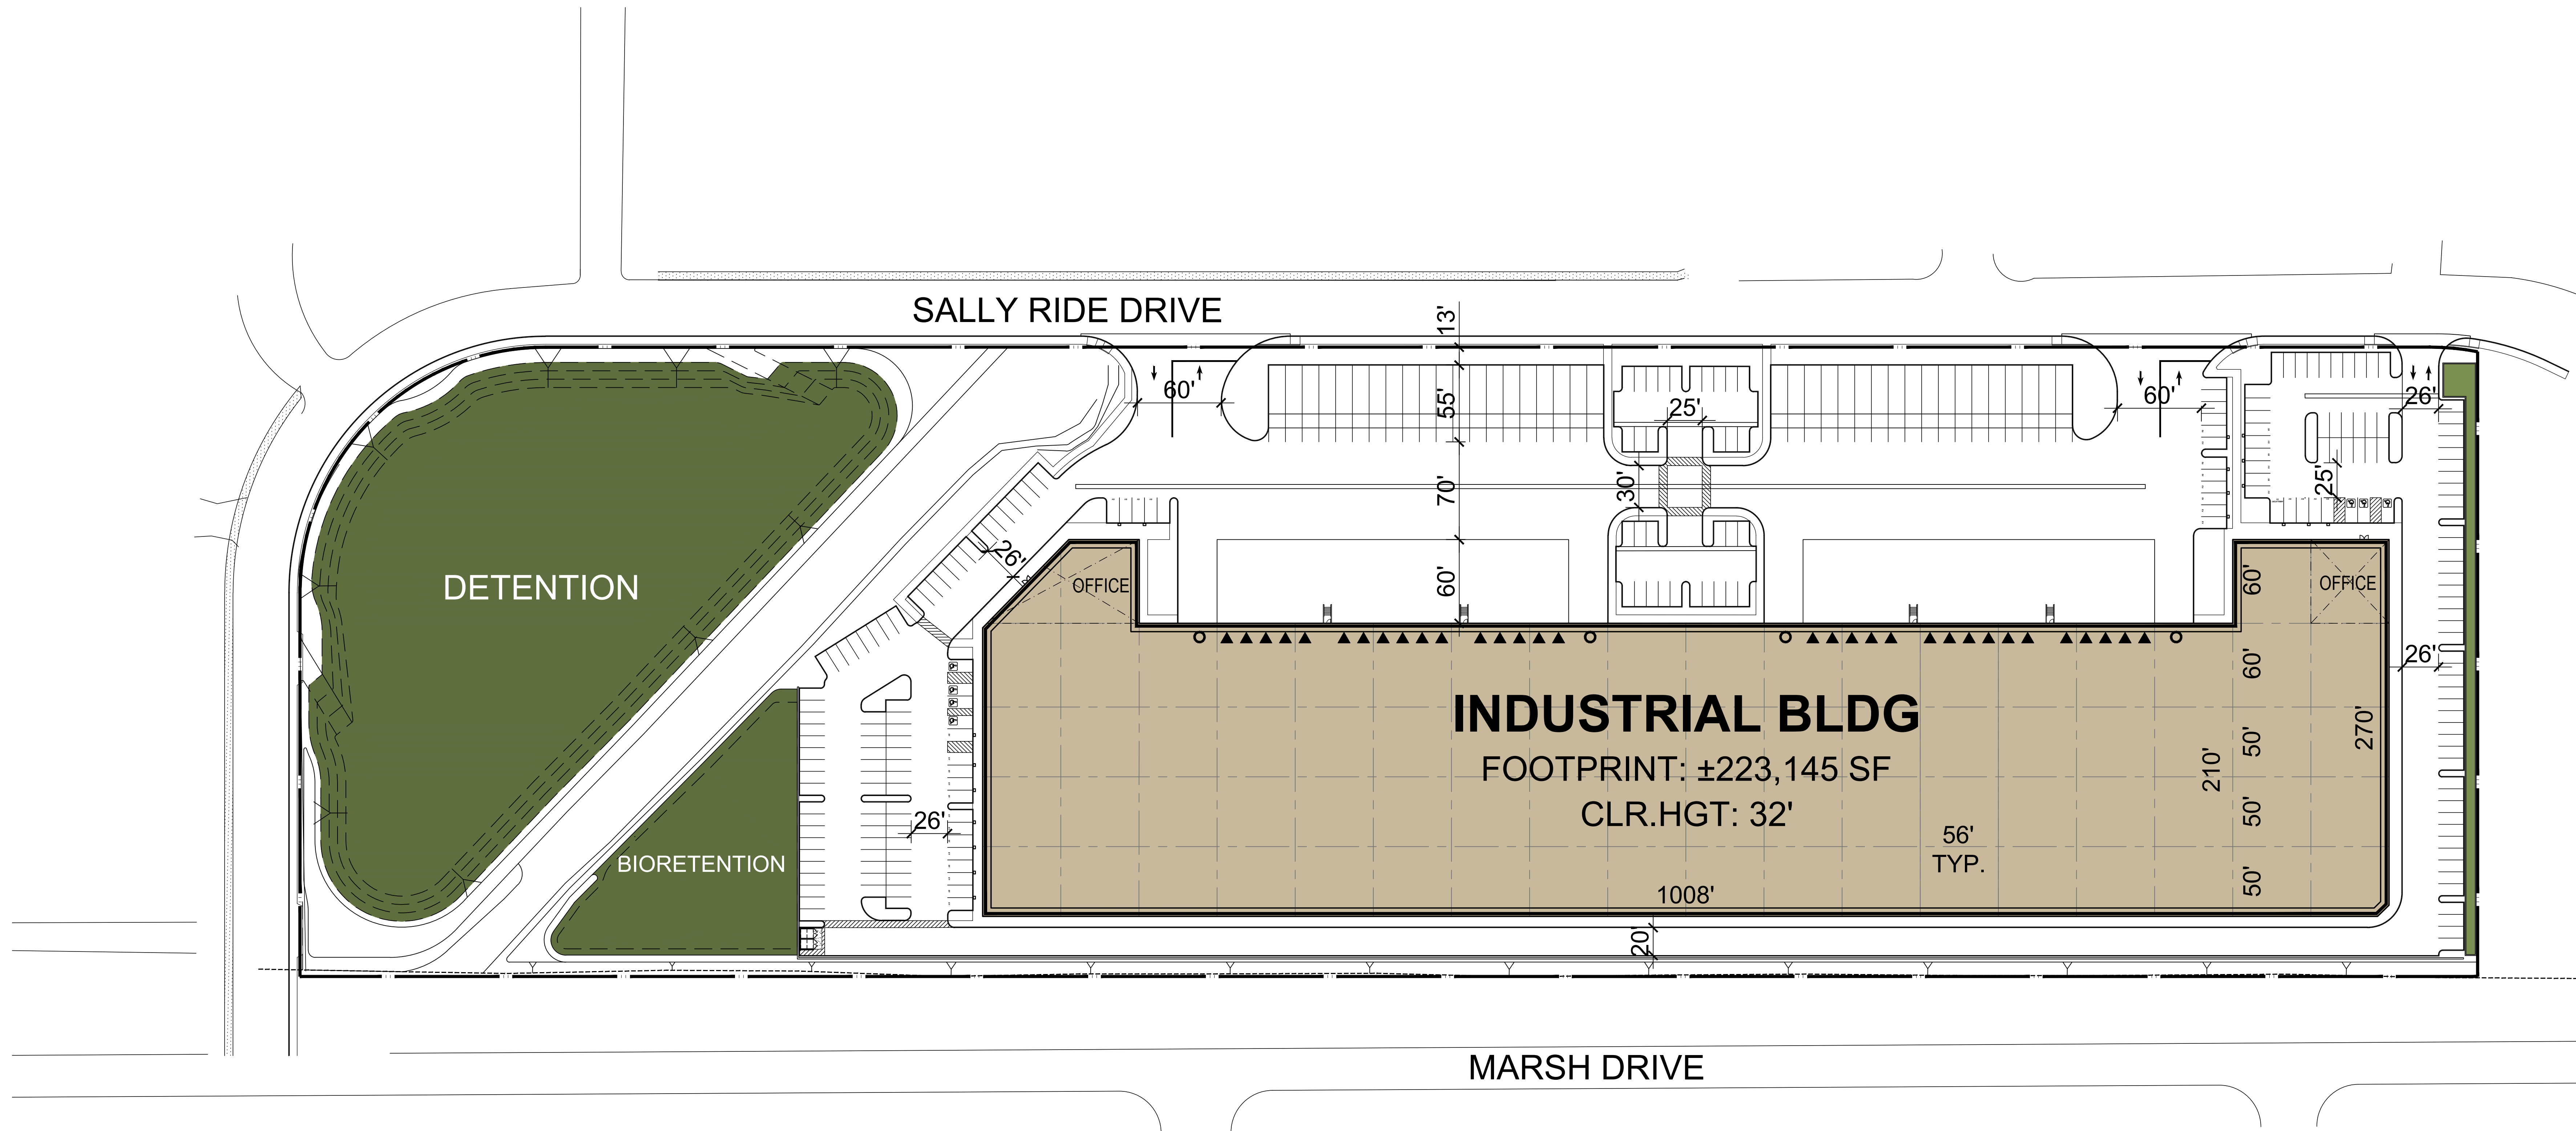 SALLY RIDE DRIVE
13'
60'
55'
25'
60'
26'
70'
30'
25'
26'
OFFICE
60'
60'
OFFICE
DETENTION
60'
26'
INDUSTRIAL BLDG
FOOTPRINT: ±223,145 SF
CLR.HGT: 32'
50'
270'
210'
50'
26'
56'
TYP.
BIORETENTION
50'
1008'
20'
MARSH DRIVE